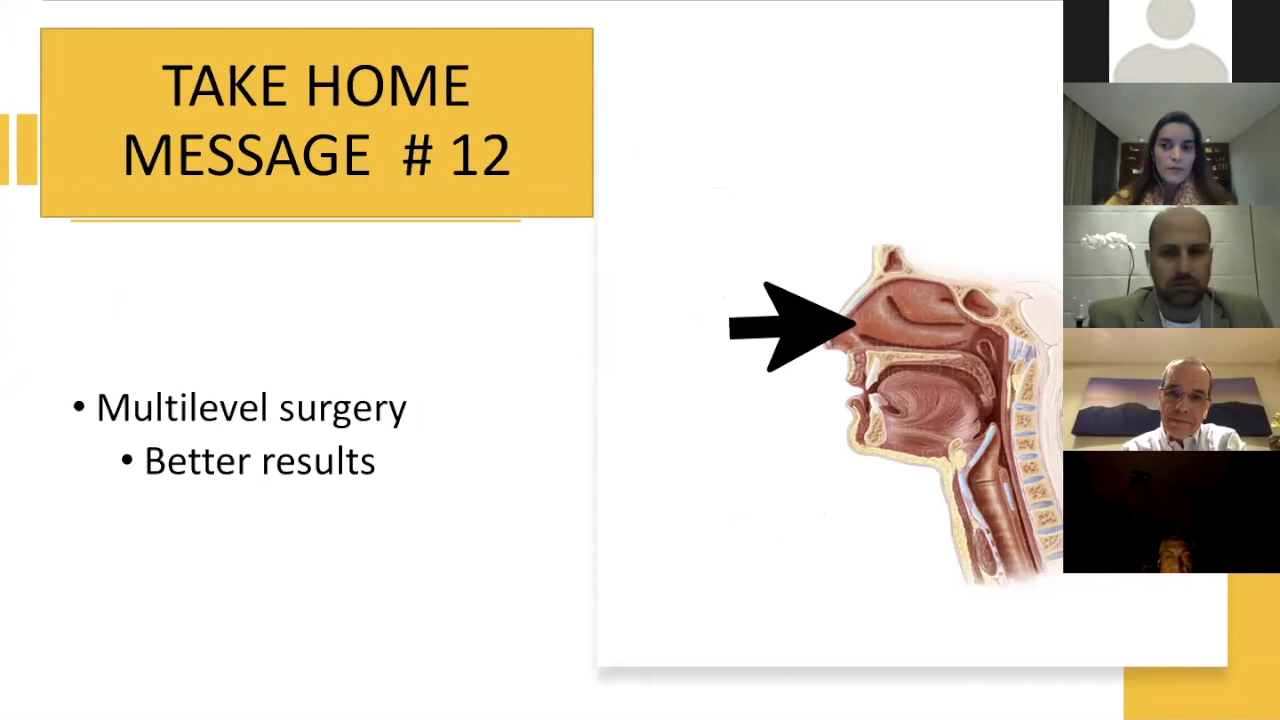 TAKE HOME
MESSAGE # 12
• Multilevel surgery
• Better results